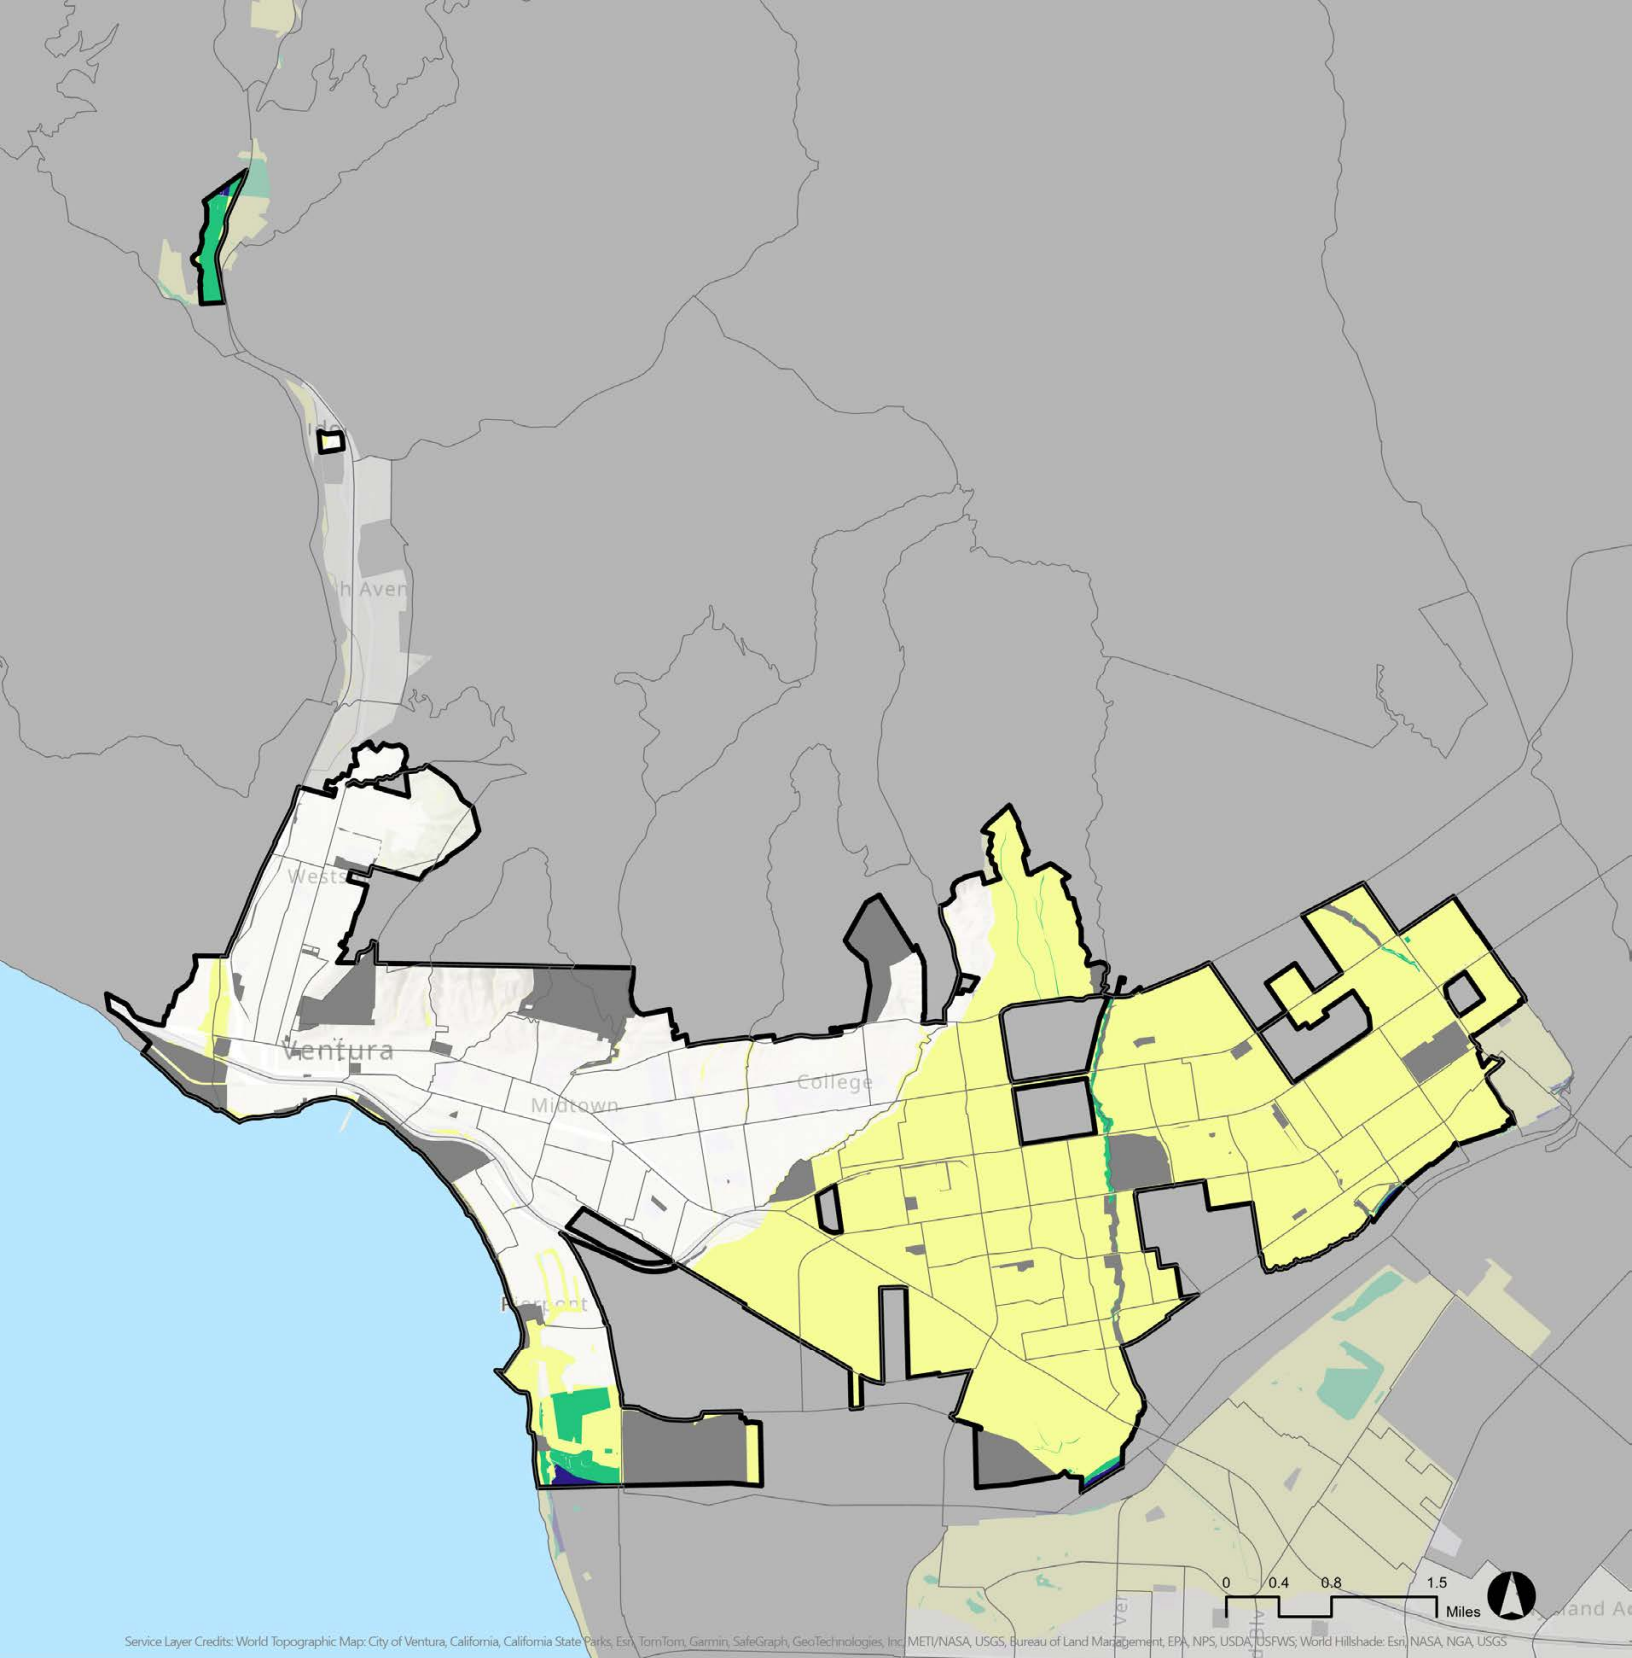 h Aven
Ventura
College
Midtown
Pierpont
0 0.4 0.8 1.5
Miles
Service Layer Credits: World Topographic Map: City of Ventura, California, California State Parks, Esri, TomTom, Garmin, SafeGraph, GeoTechnologies, Inc, METI/NASA, USGS, Bureau of Land Management, EPA, NPS, USDA, USFWS; World Hillshade: Esri, NASA, NGA, USGS